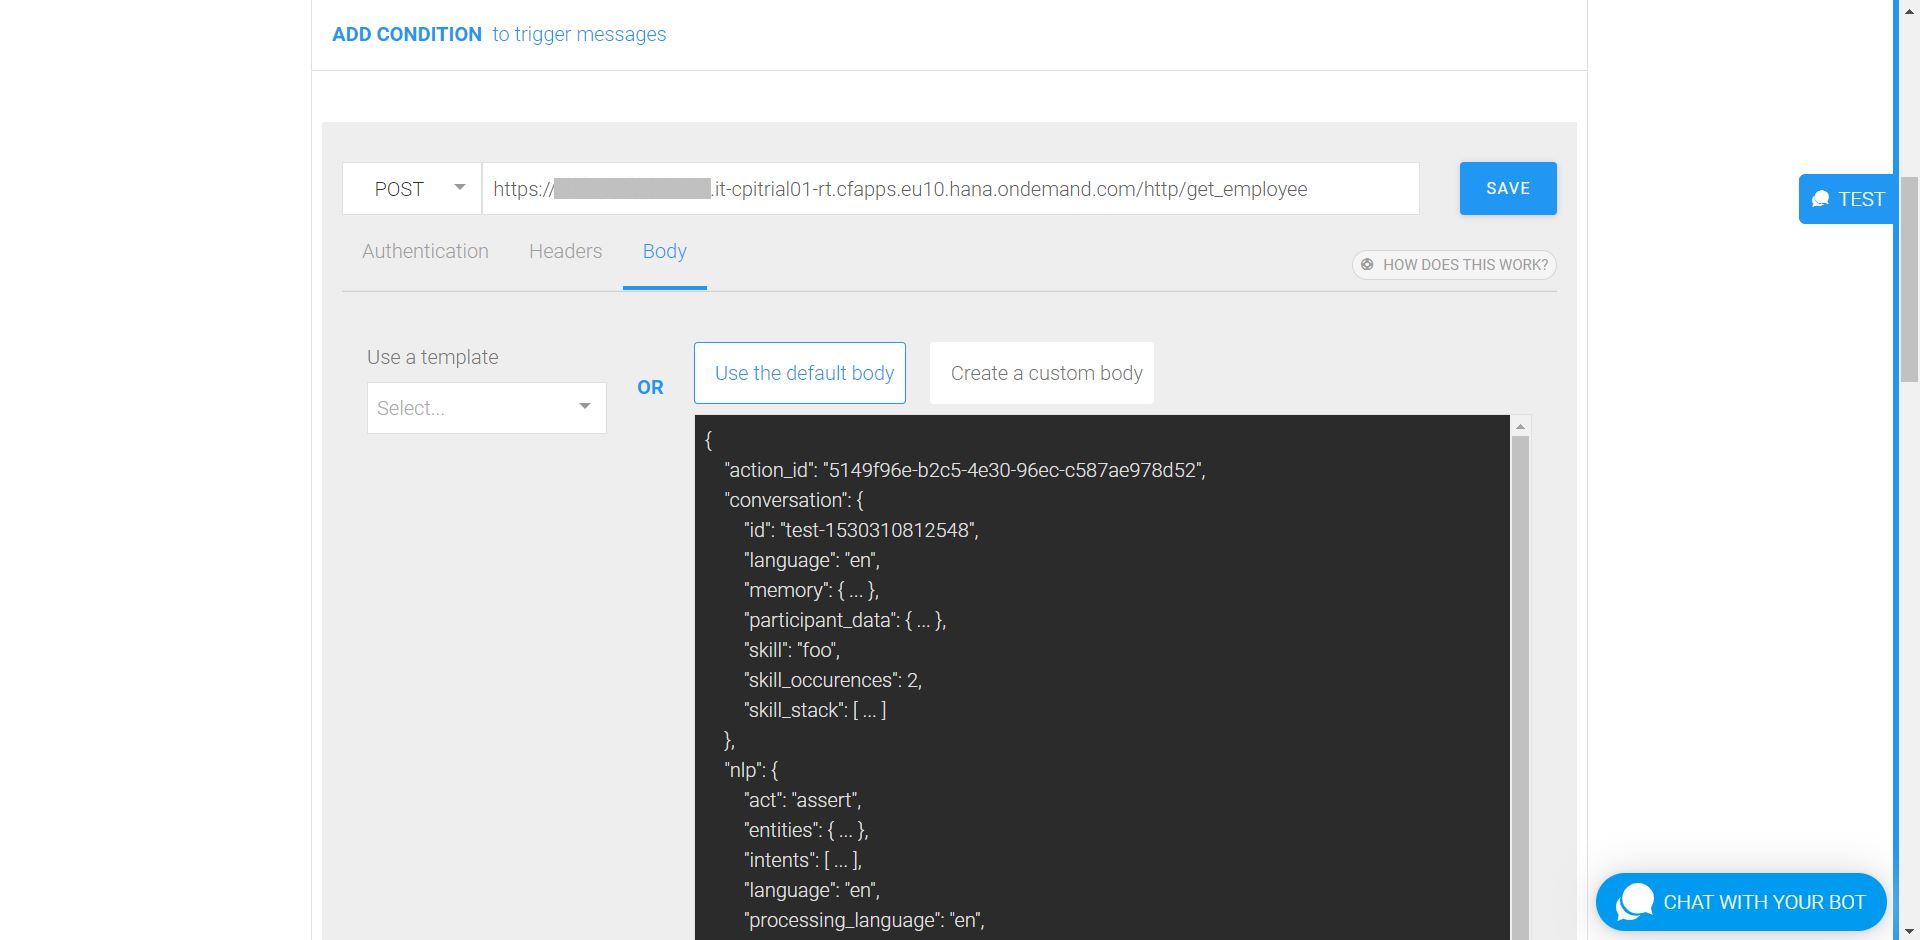 ADD CONDITION to trigger messages
POST
https:// .it-cpitrial01-rt.cfapps.eu10.hana.ondemand.com/http/get_employee
SAVE
TEST
Authentication
Headers
Body
HOW DOES THIS WORK?
Use a template
Select...
OR
Use the default body
Create a custom body
{
"action_id": "5149f96e-b2c5-4e30-96ec-c587ae978d52",
"conversation": {
"id": "test-1530310812548",
"language": "en",
"memory": { ... },
"participant_data": { ... },
"skill": "foo",
"skill_occurences": 2,
"skill_stack": [ ... ]
},
"nlp": {
"act": "assert",
"entities": { ... },
"intents": [ ... ],
"language": "en",
"processing_language": "en",
CHAT WITH YOUR BOT